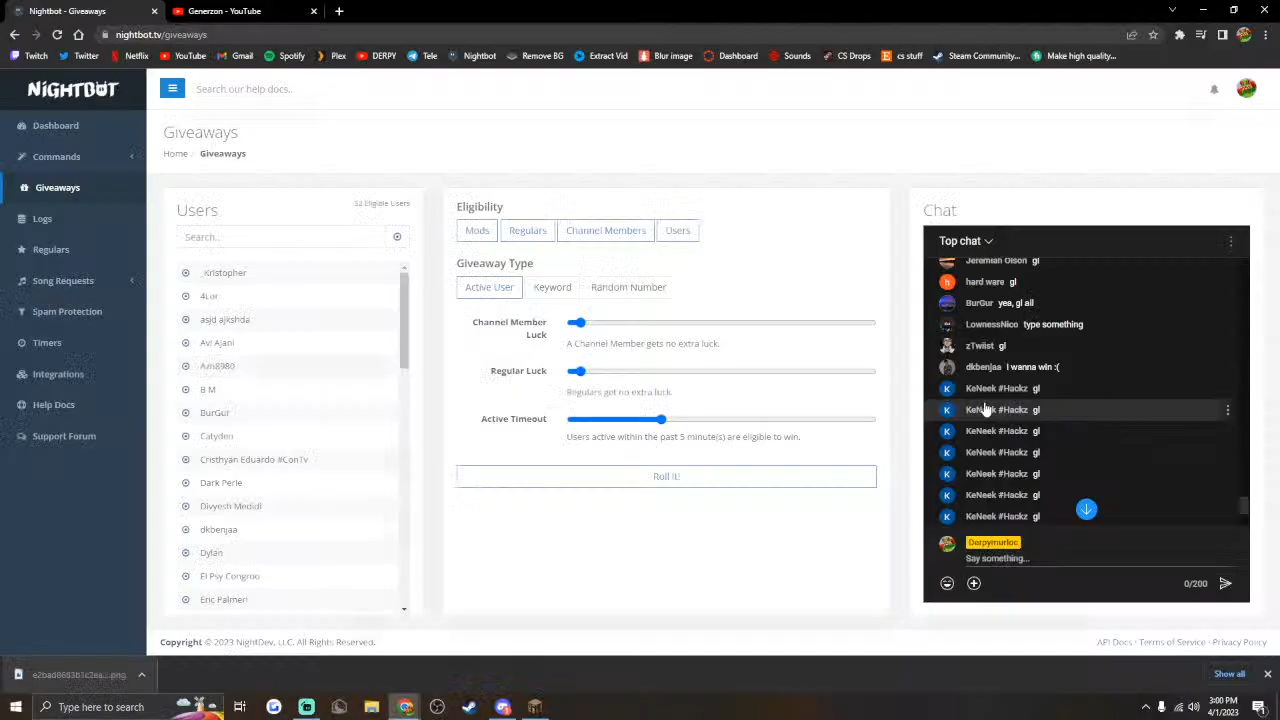 Nightbot - Giveaways
Generzon - YouTube
nightbot.tv/giveaways
Twitch
Twitter
Netflix
YouTube
Gmail
Spotify
Plex
DERPY
Tele
Nightbot
Remove BG
Extract Vid
Blur image
Dashboard
Sounds
CS Drops
cs stuff
Steam Community...
Make high quality...
NIGHTBOT
Search our help docs..
Dashboard
Commands
Giveaways
Logs
Regulars
Song Requests
Spam Protection
Timers
Integrations
Help Docs
Support Forum
Giveaways
Home / Giveaways
Users
52 Eligible Users
Search..
_Kristopher
4Lor
asjd ajkshda
Avi Ajani
Azn8980
B M
BurGur
Catydeo
Cristhyan Eduardo #ConTv
Dark Perle
Divyesh Medidi
dkbenjaa
Dylan
El Psy Congroo
Eric Palmeri
Eligibility
Mods
Regulars
Channel Members
Users
Giveaway Type
Active User
Keyword
Random Number
Channel Member Luck
A Channel Member gets no extra luck.
Regular Luck
Regulars get no extra luck.
Active Timeout
Users active within the past 5 minute(s) are eligible to win.
Roll It!
Chat
Top chat
Jeremiah Olson gl
h hard ware gl
BurGur yea, gl all
LownessNico type something
zTwiist gl
dkbenjaa I wanna win :(
K KeNeek #Hackz gl
K KeNeek #Hackz gl
K KeNeek #Hackz gl
K KeNeek #Hackz gl
K KeNeek #Hackz gl
K KeNeek #Hackz gl
K KeNeek #Hackz gl
Derpymurloc
Say something...
0/200
Copyright © 2023 NightDev, LLC. All Rights Reserved.
API Docs · Terms of Service · Privacy Policy
e2bad8683b1c2ea....png
Show all
Type here to search
3:00 PM
4/1/2023